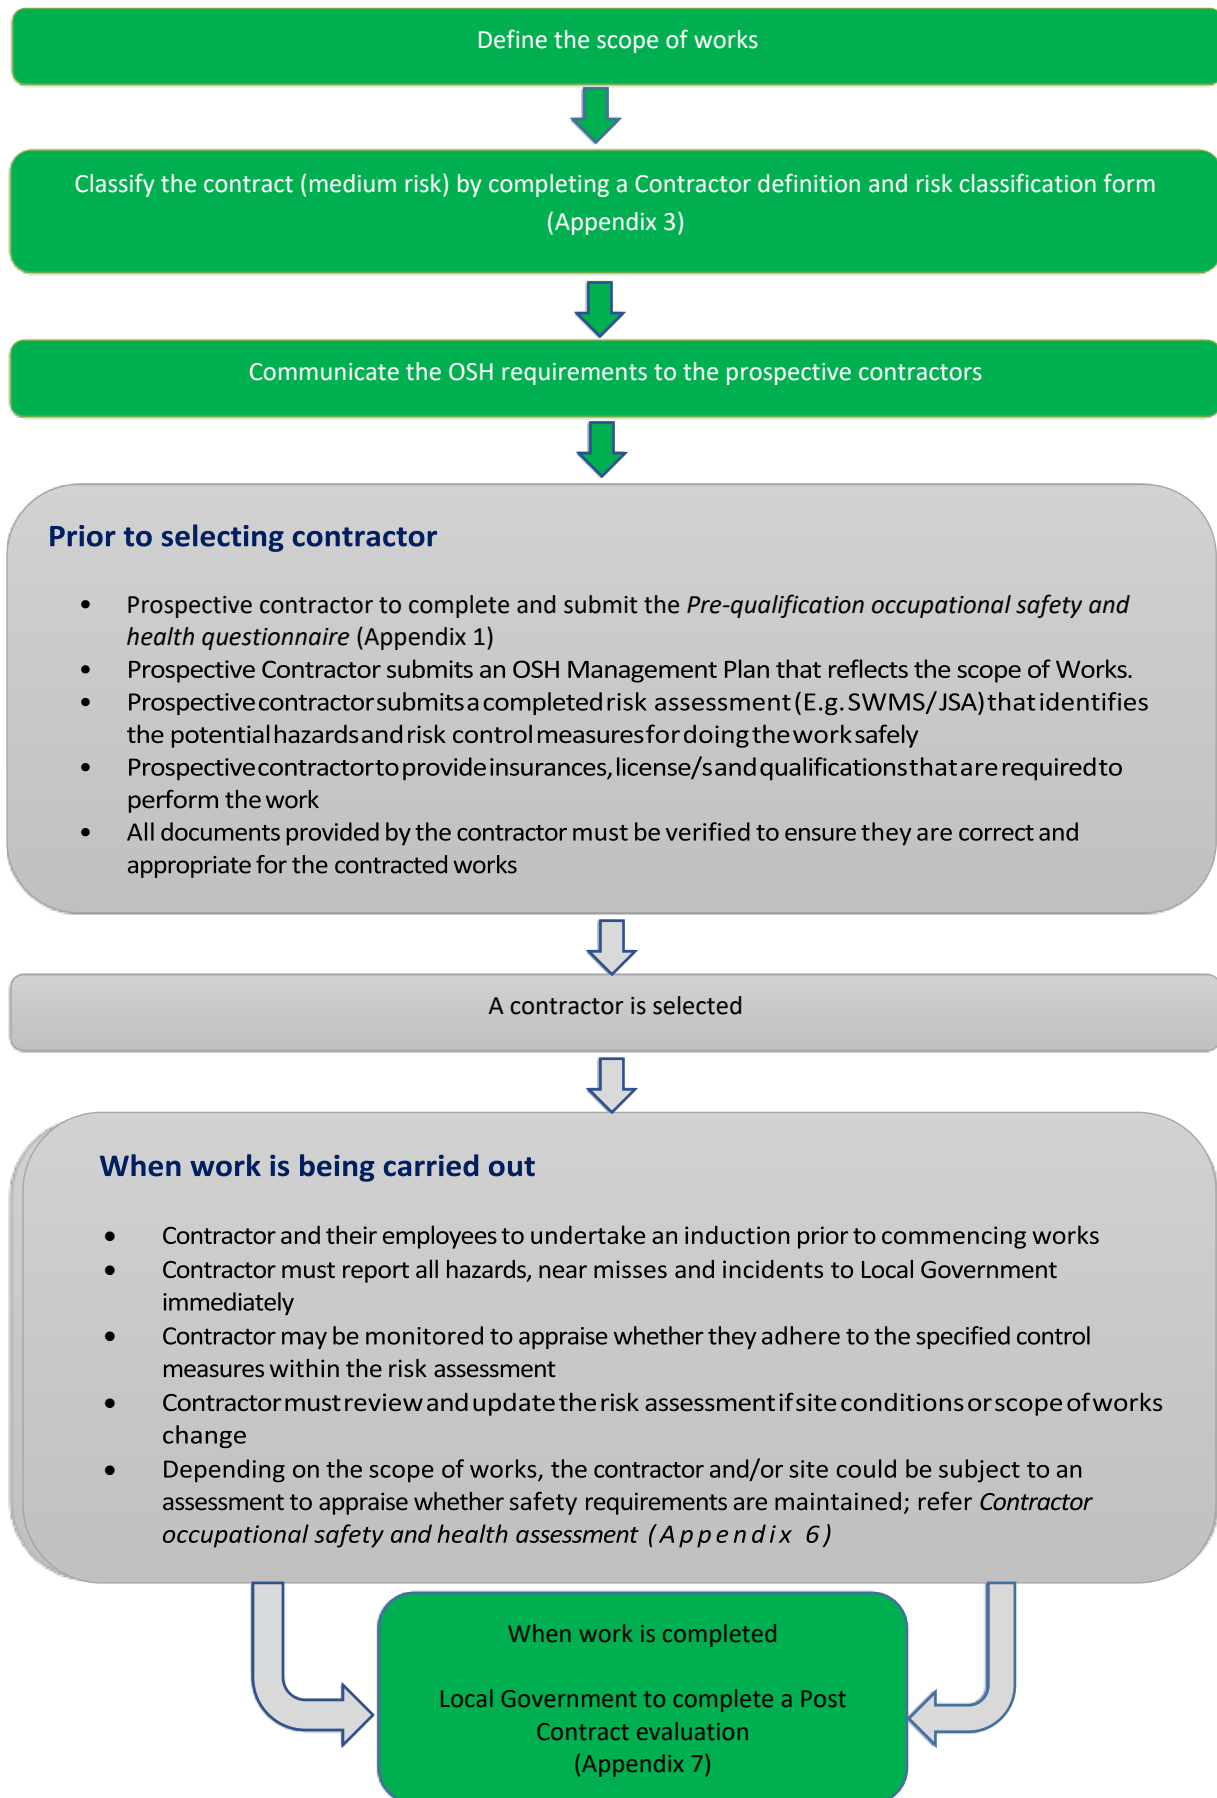 Define the scope of works
Classify the contract (medium risk) by completing a Contractor definition and risk classification form
(Appendix 3)
Communicate the OSH requirements to the prospective contractors
Prior to selecting contractor
• Prospective contractor to complete and submit the Pre-qualification occupational safety and
health questionnaire (Appendix 1)
• Prospective Contractor submits an OSH Management Plan that reflects the scope of Works.
• Prospective contractor submits a completed risk assessment (E.g. SWMS/JSA) that identifies
the potential hazards and risk control measures for doing the work safely
• Prospective contractor to provide insurances, license/s and qualifications that are required to
perform the work
• All documents provided by the contractor must be verified to ensure they are correct and
appropriate for the contracted works
A contractor is selected
When work is being carried out
• Contractor and their employees to undertake an induction prior to commencing works
• Contractor must report all hazards, near misses and incidents to Local Government
immediately
• Contractor may be monitored to appraise whether they adhere to the specified control
measures within the risk assessment
• Contractor must review and update the risk assessment if site conditions or scope of works
change
• Depending on the scope of works, the contractor and/or site could be subject to an
assessment to appraise whether safety requirements are maintained; refer Contractor
occupational safety and health assessment (Appendix 6)
When work is completed
Local Government to complete a Post
Contract evaluation
(Appendix 7)